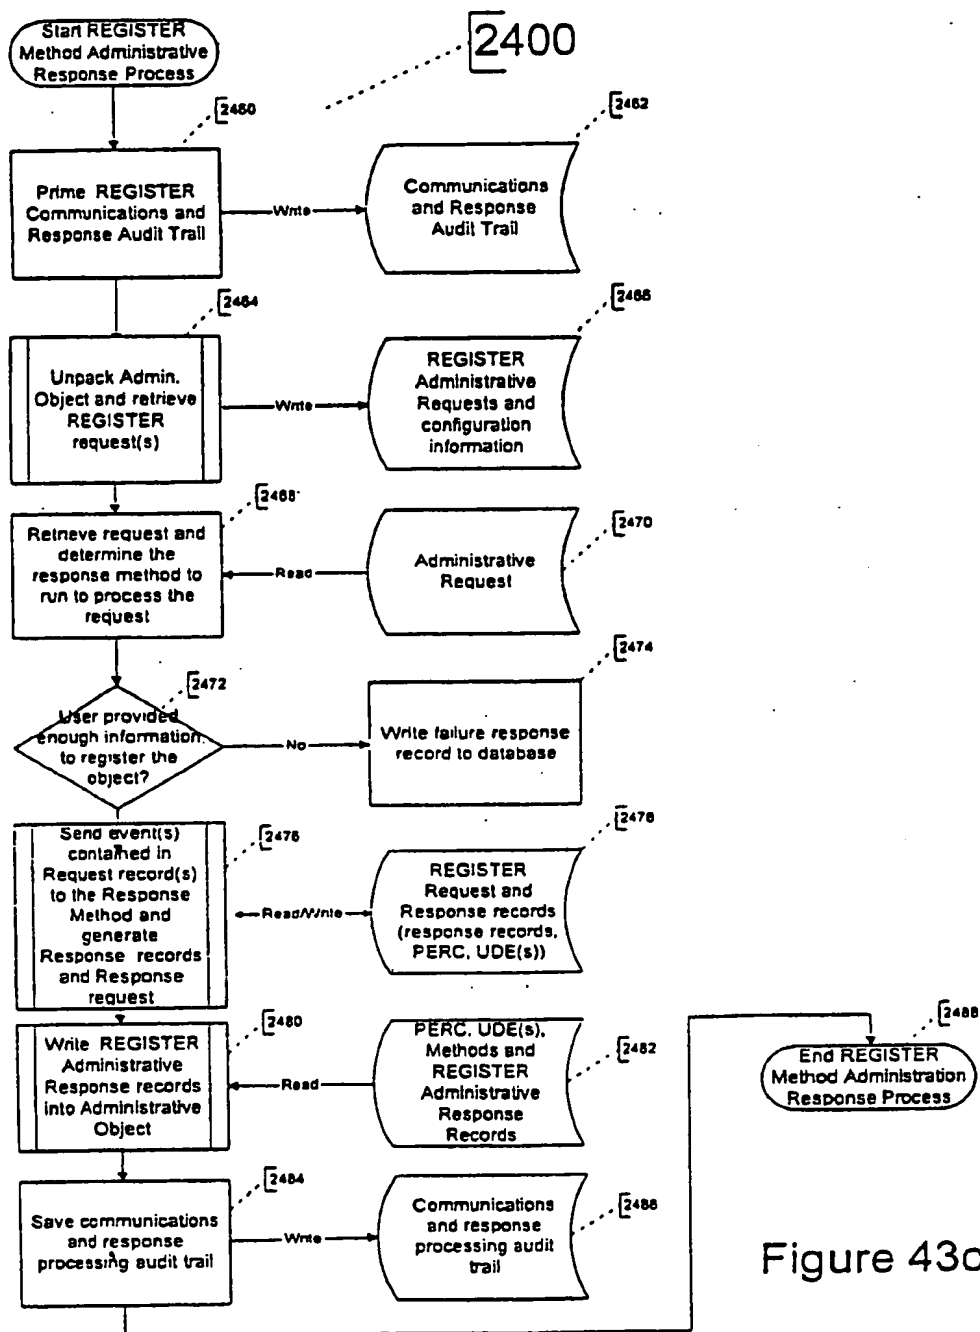 Start REGISTER
Method Administrative
Response Process
2400
2460
2462
Prime REGISTER
Communications and
Response Audit Trail
Write
Communications
and Response
Audit Trail
2464
2466
Unpack Admin.
Object and retrieve
REGISTER
request(s)
Write
REGISTER
Administrative
Requests and
configuration
information
2468
2470
Retrieve request and
determine the
response method to
run to process the
request
Read
Administrative
Request
2472
2474
User provided
enough information
to register the
object?
No
Write failure response
record to database
2476
2478
Send event(s)
contained in
Request record(s)
to the Response
Method and
generate
Response records
and Response
request
Read/Write
REGISTER
Request and
Response records
(response records,
PERC, UDE(s))
2480
2482
Write REGISTER
Administrative
Response records
into Administrative
Object
Read
PERC, UDE(s),
Methods and
REGISTER
Administrative
Response
Records
2488
End REGISTER
Method Administration
Response Process
2484
2488
Save communications
and response
processing audit trail
Write
Communications
and response
processing audit
trail
Figure 43c